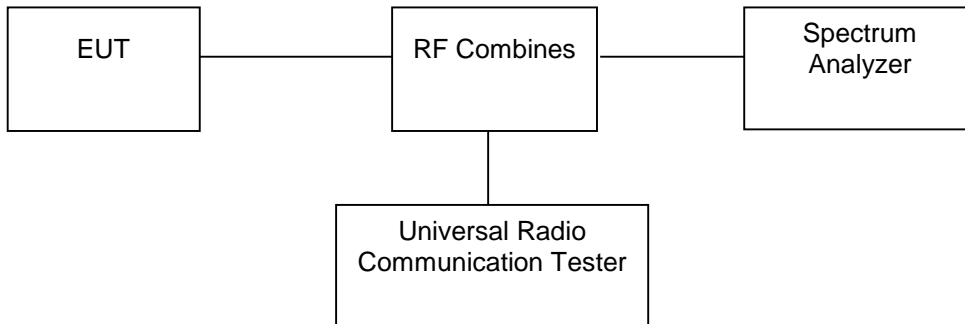 EUT
RF Combines
Spectrum
Analyzer
Universal Radio
Communication Tester